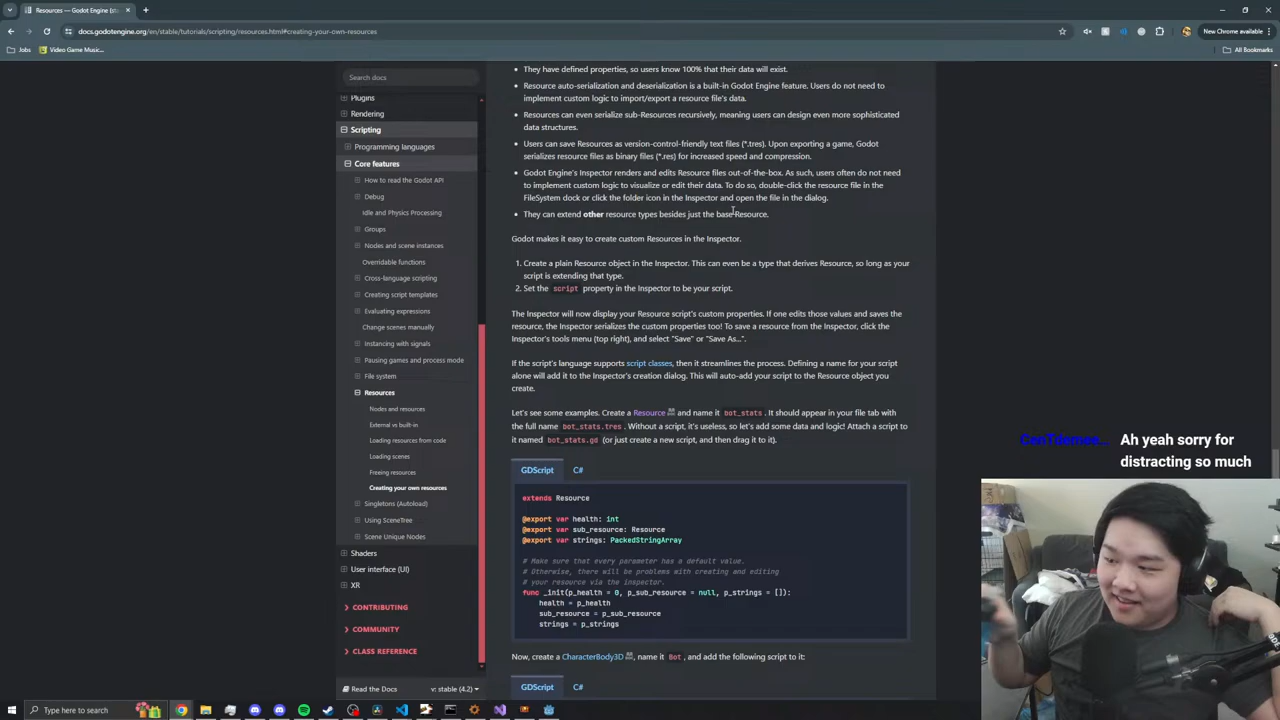 Resources — Godot Engine (
docs.godotengine.org/en/stable/tutorials/scripting/resources.html#creating-your-own-resources
New Chrome available
Jobs
Video Game Music...
All Bookmarks
Search docs
Plugins
Rendering
Scripting
Programming languages
Core features
How to read the Godot API
Debug
Idle and Physics Processing
Groups
Nodes and scene instances
Overridable functions
Cross-language scripting
Creating script templates
Evaluating expressions
Change scenes manually
Instancing with signals
Pausing games and process mode
File system
Resources
Nodes and resources
External vs built-in
Loading resources from code
Loading scenes
Freeing resources
Creating your own resources
Singletons (Autoload)
Using SceneTree
Scene Unique Nodes
Shaders
User interface (UI)
XR
CONTRIBUTING
COMMUNITY
CLASS REFERENCE
Read the Docs
v: stable (4.2)
They have defined properties, so users know 100% that their data will exist.
Resource auto-serialization and deserialization is a built-in Godot Engine feature. Users do not need to
implement custom logic to import/export a resource file's data.
Resources can even serialize sub-Resources recursively, meaning users can design even more sophisticated
data structures.
Users can save Resources as version-control-friendly text files (*.tres). Upon exporting a game, Godot
serializes resource files as binary files (*.res) for increased speed and compression.
Godot Engine's Inspector renders and edits Resource files out-of-the-box. As such, users often do not need
to implement custom logic to visualize or edit their data. To do so, double-click the resource file in the
FileSystem dock or click the folder icon in the Inspector and open the file in the dialog.
They can extend other resource types besides just the base Resource.
Godot makes it easy to create custom Resources in the Inspector.
1. Create a plain Resource object in the Inspector. This can even be a type that derives Resource, so long as your
script is extending that type.
2. Set the script property in the Inspector to be your script.
The Inspector will now display your Resource script's custom properties. If one edits those values and saves the
resource, the Inspector serializes the custom properties too! To save a resource from the Inspector, click the
Inspector's tools menu (top right), and select "Save" or "Save As...".
If the script's language supports script classes, then it streamlines the process. Defining a name for your script
alone will add it to the Inspector's creation dialog. This will auto-add your script to the Resource object you
create.
Let's see some examples. Create a Resource and name it bot_stats. It should appear in your file tab with
the full name bot_stats.tres. Without a script, it's useless, so let's add some data and logic! Attach a script to
it named bot_stats.gd (or just create a new script, and then drag it to it).
GDScript C#
extends Resource
@export var health: int
@export var sub_resource: Resource
@export var strings: PackedStringArray
# Make sure that every parameter has a default value.
# Otherwise, there will be problems with creating and editing
# your resource via the inspector.
func _init(p_health = 0, p_sub_resource = null, p_strings = []):
health = p_health
sub_resource = p_sub_resource
strings = p_strings
Now, create a CharacterBody3D, name it Bot, and add the following script to it:
GDScript C#
Ah yeah sorry for
distracting so much
Type here to search